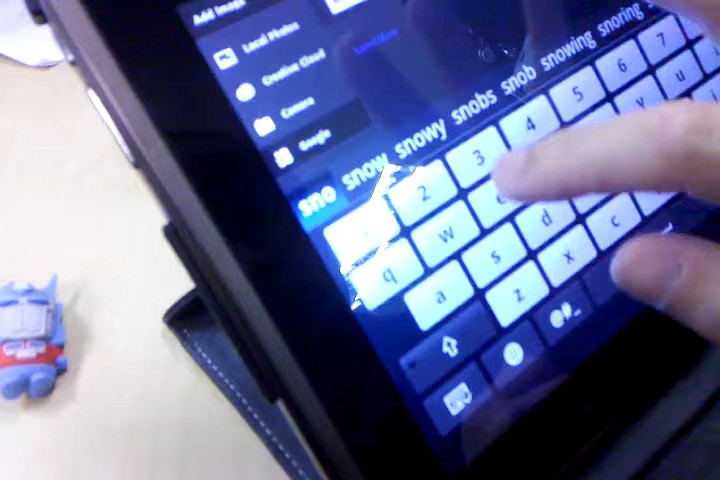 Add Image
Local Photos
Creative Cloud
Camera
Google
sno snow snowy snobs snob snowing snoring
2 3 4 5 6 7
q w e y u
a s d
z x c
@#_